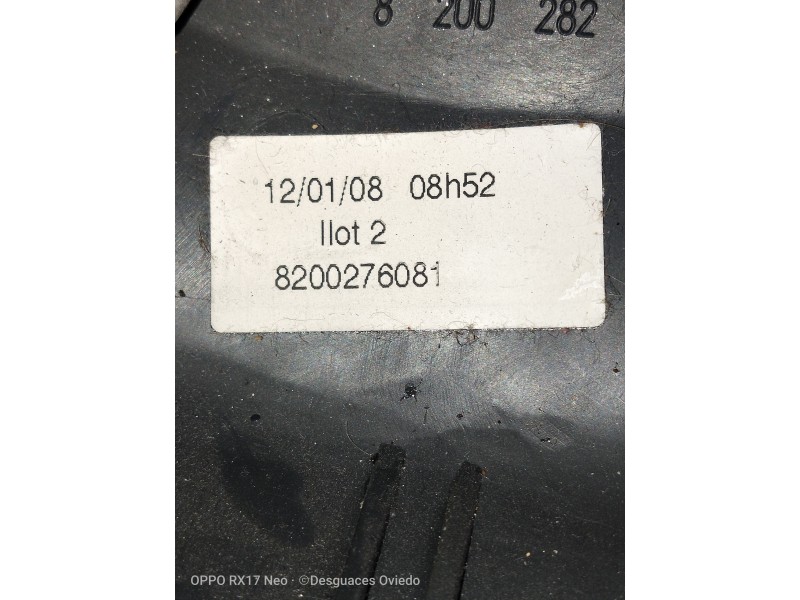 8 200 282
12/01/08 08h52
Ilot 2
8200276081
OPPO RX17 Neo · ©Desguaces Oviedo